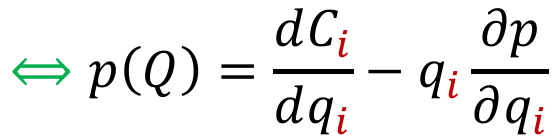 ⟺ p(Q) = dC_i/dq_i − q_i ∂p/∂q_i